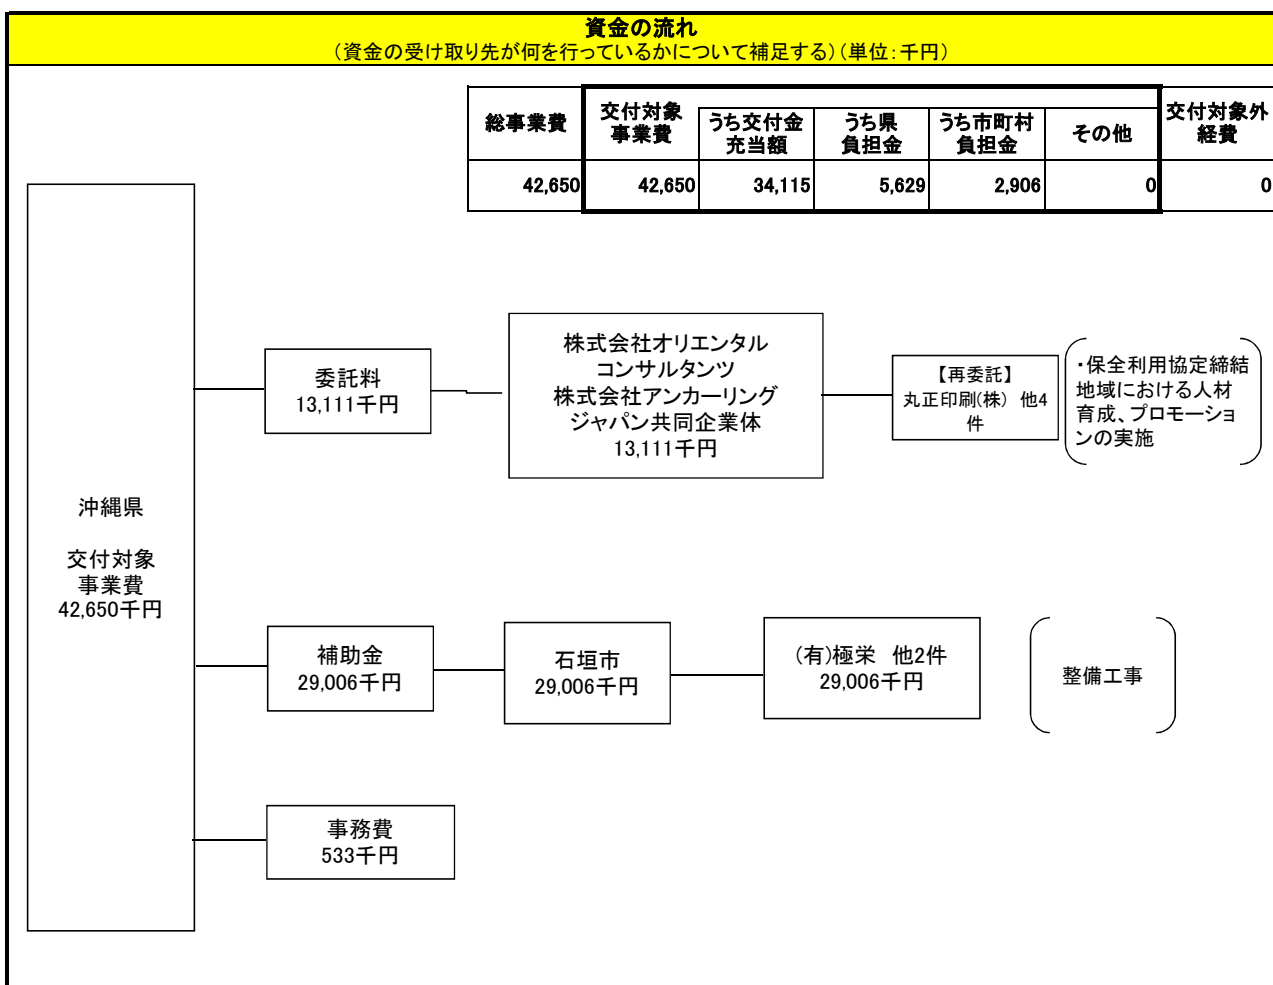 資金の流れ
（資金の受け取り先が何を行っているかについて補足する）（単位：千円）
総事業費
交付対象
事業費
うち交付金
充当額
うち県
負担金
うち市町村
負担金
その他
交付対象外
経費
42,650
42,650
34,115
5,629
2,906
0
0
沖縄県
交付対象
事業費
42,650千円
委託料
13,111千円
株式会社オリエンタル
コンサルタンツ
株式会社アンカーリング
ジャパン共同企業体
13,111千円
【再委託】
丸正印刷(株) 他4
件
・保全利用協定締結
地域における人材
育成、プロモーショ
ンの実施
補助金
29,006千円
石垣市
29,006千円
(有)極栄 他2件
29,006千円
整備工事
事務費
533千円